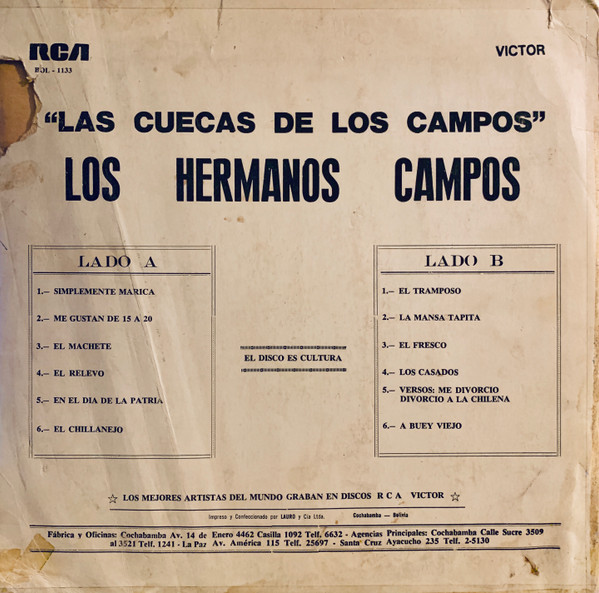 RCA
VICTOR
BOL - 1133
"LAS CUECAS DE LOS CAMPOS"
LOS HERMANOS CAMPOS
LADO A
1.- SIMPLEMENTE MARICA
2.- ME GUSTAN DE 15 A 20
3.- EL MACHETE
4.- EL RELEVO
5.- EN EL DIA DE LA PATRIA
6.- EL CHILLANEJO
EL DISCO ES CULTURA
LADO B
1.- EL TRAMPOSO
2.- LA MANSA TAPITA
3.- EL FRESCO
4.- LOS CASADOS
5.- VERSOS: ME DIVORCIO
DIVORCIO A LA CHILENA
6.- A BUEY VIEJO
☆ LOS MEJORES ARTISTAS DEL MUNDO GRABAN EN DISCOS R C A VICTOR ☆
Impreso y Confeccionado por LAURO y Cía Ltda. Cochabamba — Bolivia
Fábrica y Oficinas: Cochabamba Av. 14 de Enero 4462 Casilla 1092 Telf. 6632 - Agencias Principales: Cochabamba Calle Sucre 3509
al 3521 Telf. 1241 - La Paz Av. América 115 Telf. 25697 - Santa Cruz Ayacucho 235 Telf. 2-5130